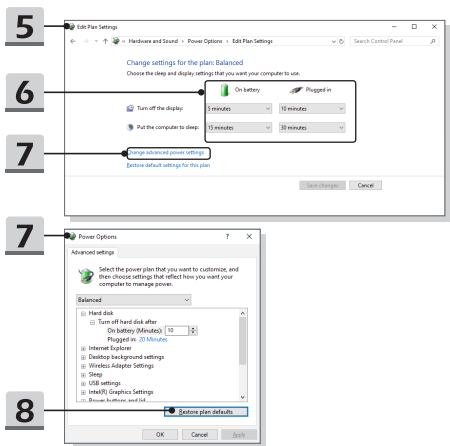 5
Edit Plan Settings
« Hardware and Sound › Power Options › Edit Plan Settings
Search Control Panel
Change settings for the plan: Balanced
Choose the sleep and display settings that you want your computer to use.
6
On battery
Plugged in
Turn off the display:
5 minutes
10 minutes
Put the computer to sleep:
15 minutes
30 minutes
7
Change advanced power settings
Restore default settings for this plan
Save changes
Cancel
7
Power Options
?
Advanced settings
Select the power plan that you want to customize, and
then choose settings that reflect how you want your
computer to manage power.
Balanced
Hard disk
Turn off hard disk after
On battery (Minutes): 10
Plugged in: 20 Minutes
Internet Explorer
Desktop background settings
Wireless Adapter Settings
Sleep
USB settings
Intel(R) Graphics Settings
Power buttons and lid
8
Restore plan defaults
OK
Cancel
Apply